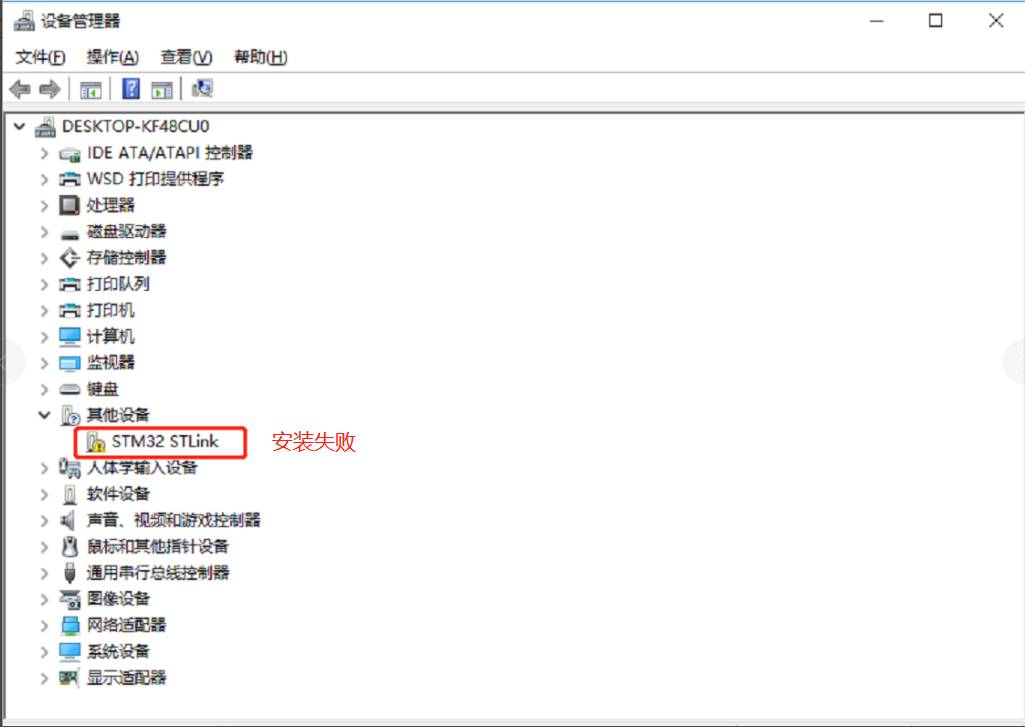 设备管理器
文件(F) 操作(A) 查看(V) 帮助(H)
DESKTOP-KF48CU0
IDE ATA/ATAPI 控制器
WSD 打印提供程序
处理器
磁盘驱动器
存储控制器
打印队列
打印机
计算机
监视器
键盘
其他设备
STM32 STLink 安装失败
人体学输入设备
软件设备
声音、视频和游戏控制器
鼠标和其他指针设备
通用串行总线控制器
图像设备
网络适配器
系统设备
显示适配器